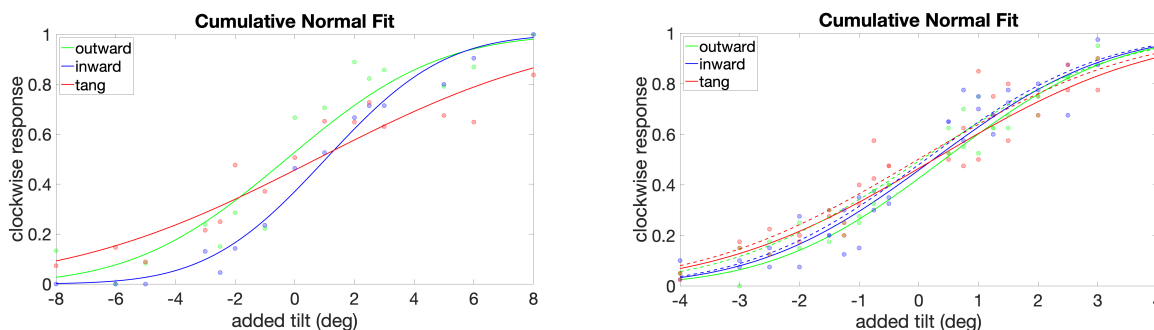 Cumulative Normal Fit
1
0.8
0.6
0.4
0.2
0
clockwise response
outward
inward
tang
-8
-6
-4
-2
0
2
4
6
8
added tilt (deg)
Cumulative Normal Fit
1
0.8
0.6
0.4
0.2
0
clockwise response
outward
inward
tang
-4
-3
-2
-1
0
1
2
3
added tilt (deg)